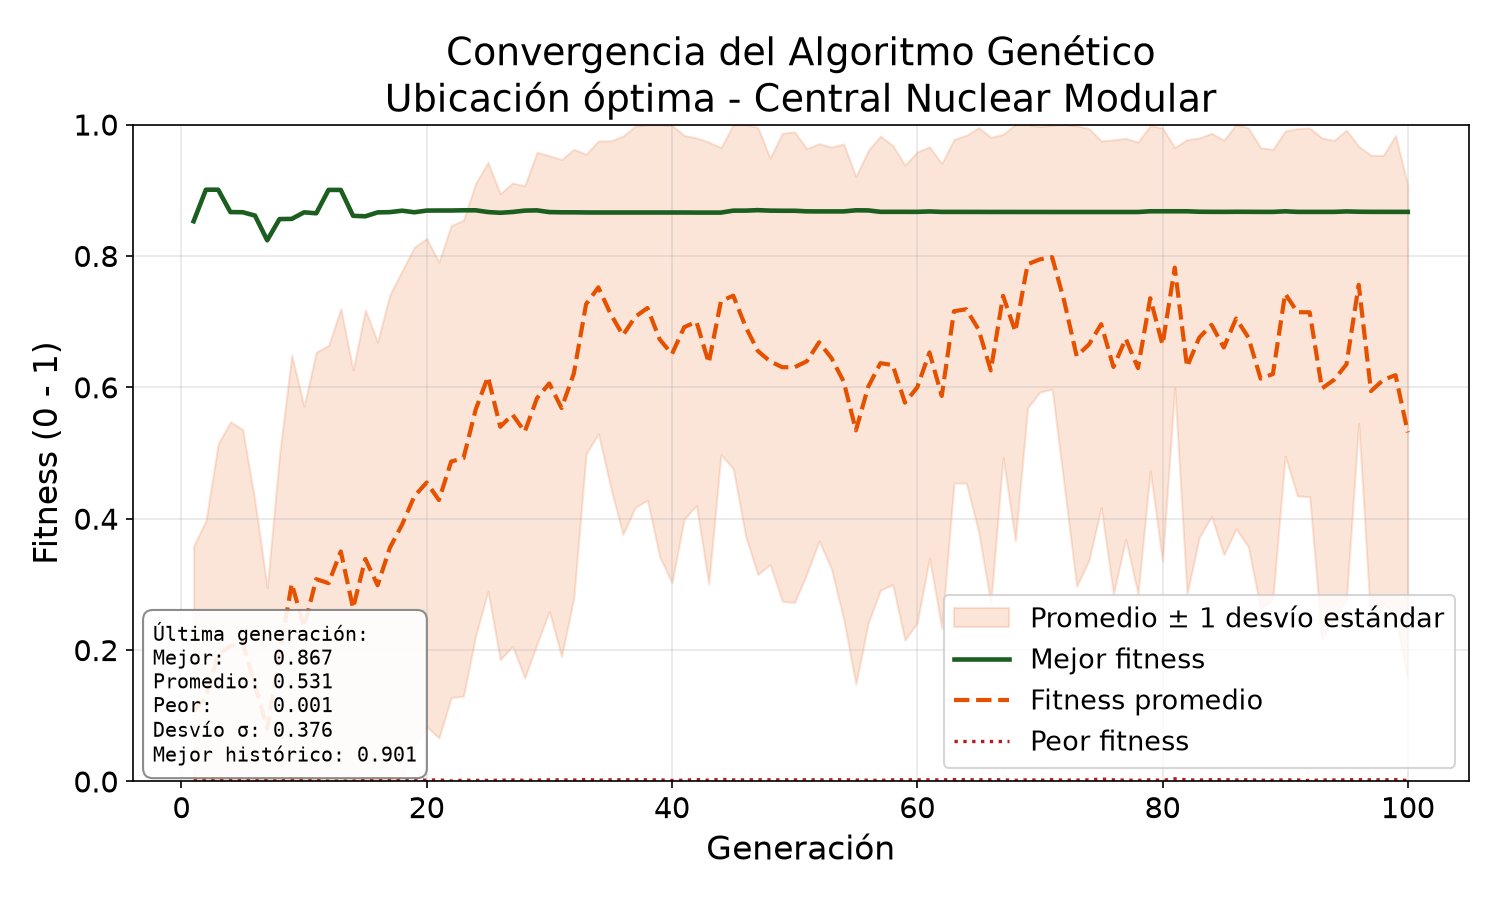 Convergencia del Algoritmo Genético
Ubicación óptima - Central Nuclear Modular
Fitness (0 - 1)
1.0
0.8
0.6
0.4
0.2
0.0
Última generación:
Mejor: 0.867
Promedio: 0.531
Peor: 0.001
Desvío σ: 0.376
Mejor histórico: 0.901
Promedio ± 1 desvío estándar
Mejor fitness
Fitness promedio
Peor fitness
0 20 40 60 80 100
Generación